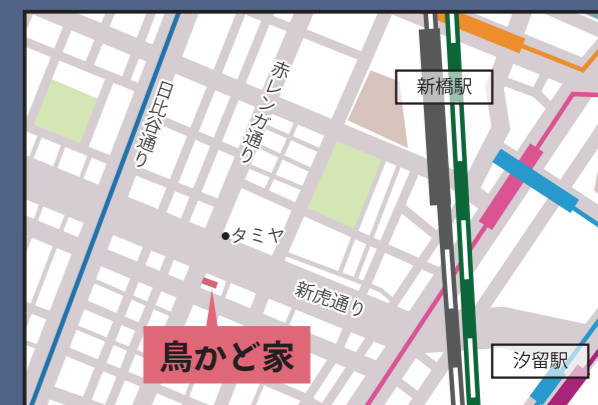 新橋駅
赤レンガ通り
日比谷通り
●タミヤ
新虎通り
鳥かど家
汐留駅